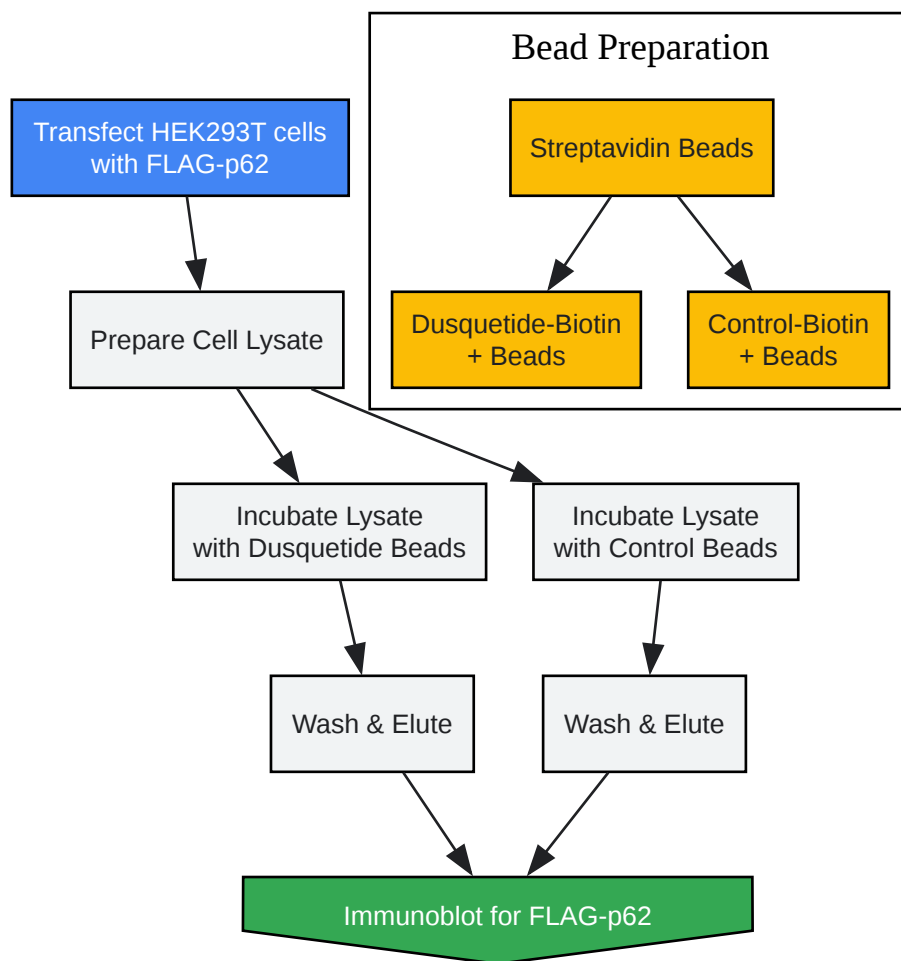 Bead Preparation
Transfect HEK293T cells
with FLAG-p62
Streptavidin Beads
Prepare Cell Lysate
Dusquetide-Biotin
+ Beads
Control-Biotin
+ Beads
Incubate Lysate
with Dusquetide Beads
Incubate Lysate
with Control Beads
Wash & Elute
Wash & Elute
Immunoblot for FLAG-p62